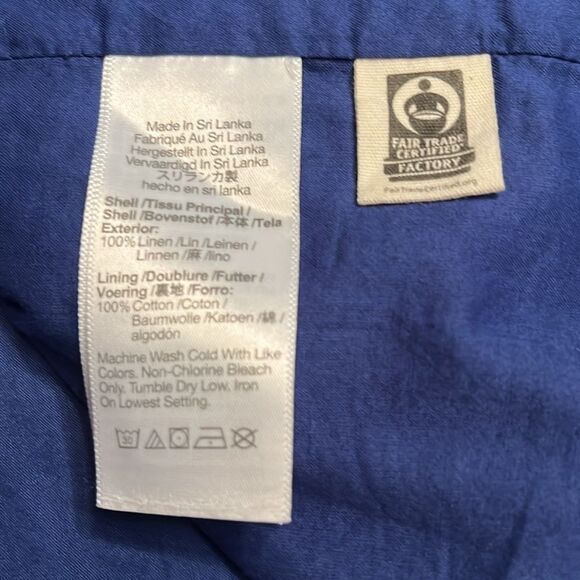 Made In Sri Lanka
Fabriqué Au Sri Lanka
Hergestellt In Sri Lanka
Vervaardigd In Sri Lanka
スリランカ製
hecho en sri lanka
Shell /Tissu Principal /
Shell /Bovenstof /本体 /Tela
Exterior:
100% Linen /Lin /Leinen /
Linnen /麻 /lino
Lining /Doublure /Futter /
Voering /裏地 /Forro:
100% Cotton /Coton /
Baumwolle /Katoen /綿 /
algodón
Machine Wash Cold With Like
Colors. Non-Chlorine Bleach
Only. Tumble Dry Low. Iron
On Lowest Setting.
30
FAIR TRADE
CERTIFIED
FACTORY
FairTradeCertified.org